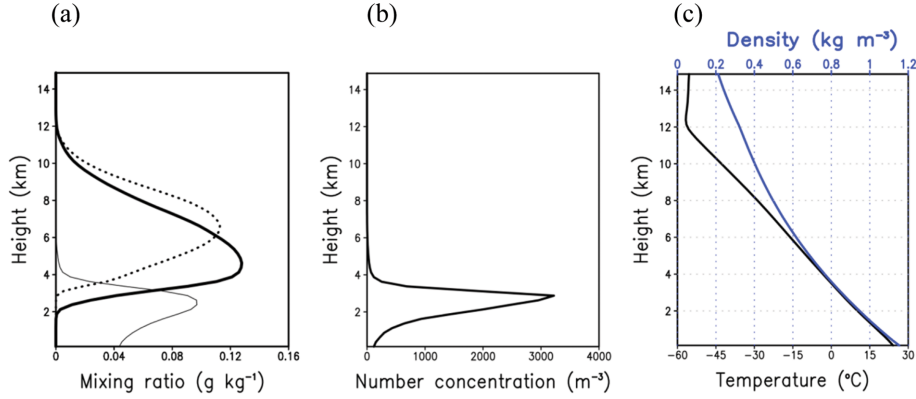 (a)
14
12
10
8
6
4
2
Height (km)
0 0.04 0.08 0.12 0.16
Mixing ratio (g kg⁻¹)
(b)
14
12
10
8
6
4
2
Height (km)
0 1000 2000 3000 4000
Number concentration (m⁻³)
(c)
Density (kg m⁻³)
0 0.2 0.4 0.6 0.8 1 1.2
14
12
10
8
6
4
2
Height (km)
−60 −45 −30 −15 0 15 30
Temperature (°C)